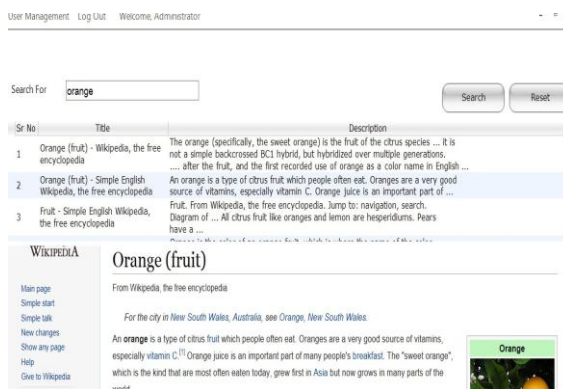 User Management Log Out Welcome, Administrator
Search For orange
Search Reset
Sr No Title Description
1 Orange (fruit) - Wikipedia, the free encyclopedia
The orange (specifically, the sweet orange) is the fruit of the citrus species ... it is
not a simple backcrossed BC1 hybrid, but hybridized over multiple generations.
.... after the fruit, and the first recorded use of orange as a color name in English ...
2 Orange (fruit) - Simple English Wikipedia, the free encyclopedia
An orange is a type of citrus fruit which people often eat. Oranges are a very good
source of vitamins, especially vitamin C. Orange juice is an important part of ...
3 Fruit - Simple English Wikipedia, the free encyclopedia
Fruit. From Wikipedia, the free encyclopedia. Jump to: navigation, search.
Diagram of ... All citrus fruit like oranges and lemon are hesperidiums. Pears
have a ...
WIKIPEDIA
Main page
Simple start
Simple talk
New changes
Show any page
Help
Give to Wikipedia
Orange (fruit)
From Wikipedia, the free encyclopedia
For the city in New South Wales, Australia, see Orange, New South Wales.
An orange is a type of citrus fruit which people often eat. Oranges are a very good source of vitamins,
especially vitamin C.[1] Orange juice is an important part of many people's breakfast. The "sweet orange",
which is the kind that are most often eaten today, grew first in Asia but now grows in many parts of the
world
Orange